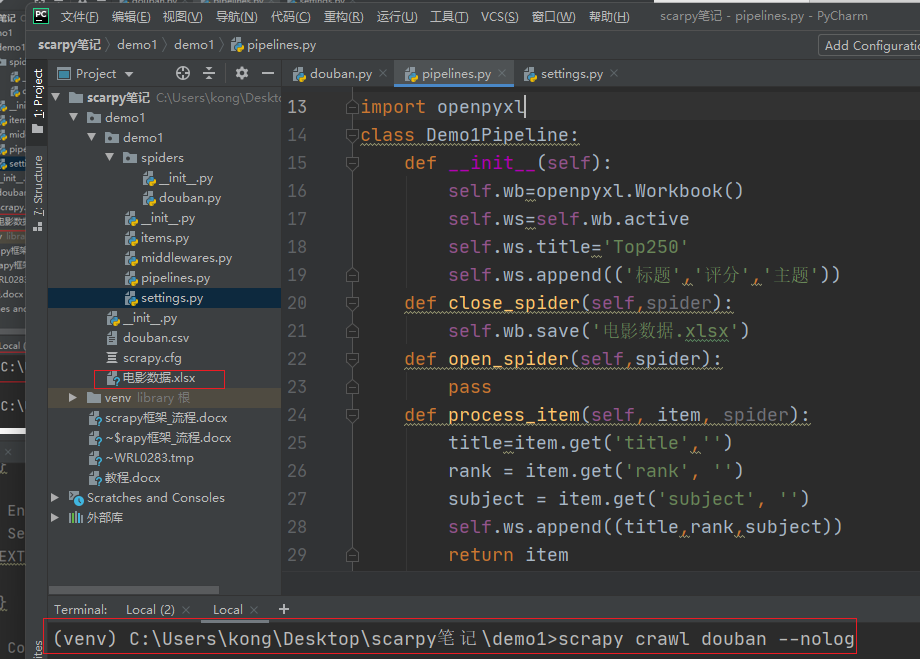 PC 文件(F) 编辑(E) 视图(V) 导航(N) 代码(C) 重构(R) 运行(U) 工具(T) VCS(S) 窗口(W) 帮助(H) scarpy笔记 - pipelines.py - PyCharm
scarpy笔记 demo1 demo1 pipelines.py Add Configuratio
1: Project
7: Structure
Project
scarpy笔记 C:\Users\kong\Deskto
demo1
demo1
spiders
__init__.py
douban.py
__init__.py
items.py
middlewares.py
pipelines.py
settings.py
__init__.py
douban.csv
scrapy.cfg
电影数据.xlsx
venv library 根
scrapy框架_流程.docx
~$rapy框架_流程.docx
~WRL0283.tmp
教程.docx
Scratches and Consoles
外部库
douban.py pipelines.py settings.py
13 import openpyxl
14 class Demo1Pipeline:
15 def __init__(self):
16 self.wb=openpyxl.Workbook()
17 self.ws=self.wb.active
18 self.ws.title='Top250'
19 self.ws.append(('标题','评分','主题'))
20 def close_spider(self,spider):
21 self.wb.save('电影数据.xlsx')
22 def open_spider(self,spider):
23 pass
24 def process_item(self, item, spider):
25 title=item.get('title','')
26 rank = item.get('rank', '')
27 subject = item.get('subject', '')
28 self.ws.append((title,rank,subject))
29 return item
Terminal: Local (2) Local +
(venv) C:\Users\kong\Desktop\scarpy笔记\demo1>scrapy crawl douban --nolog